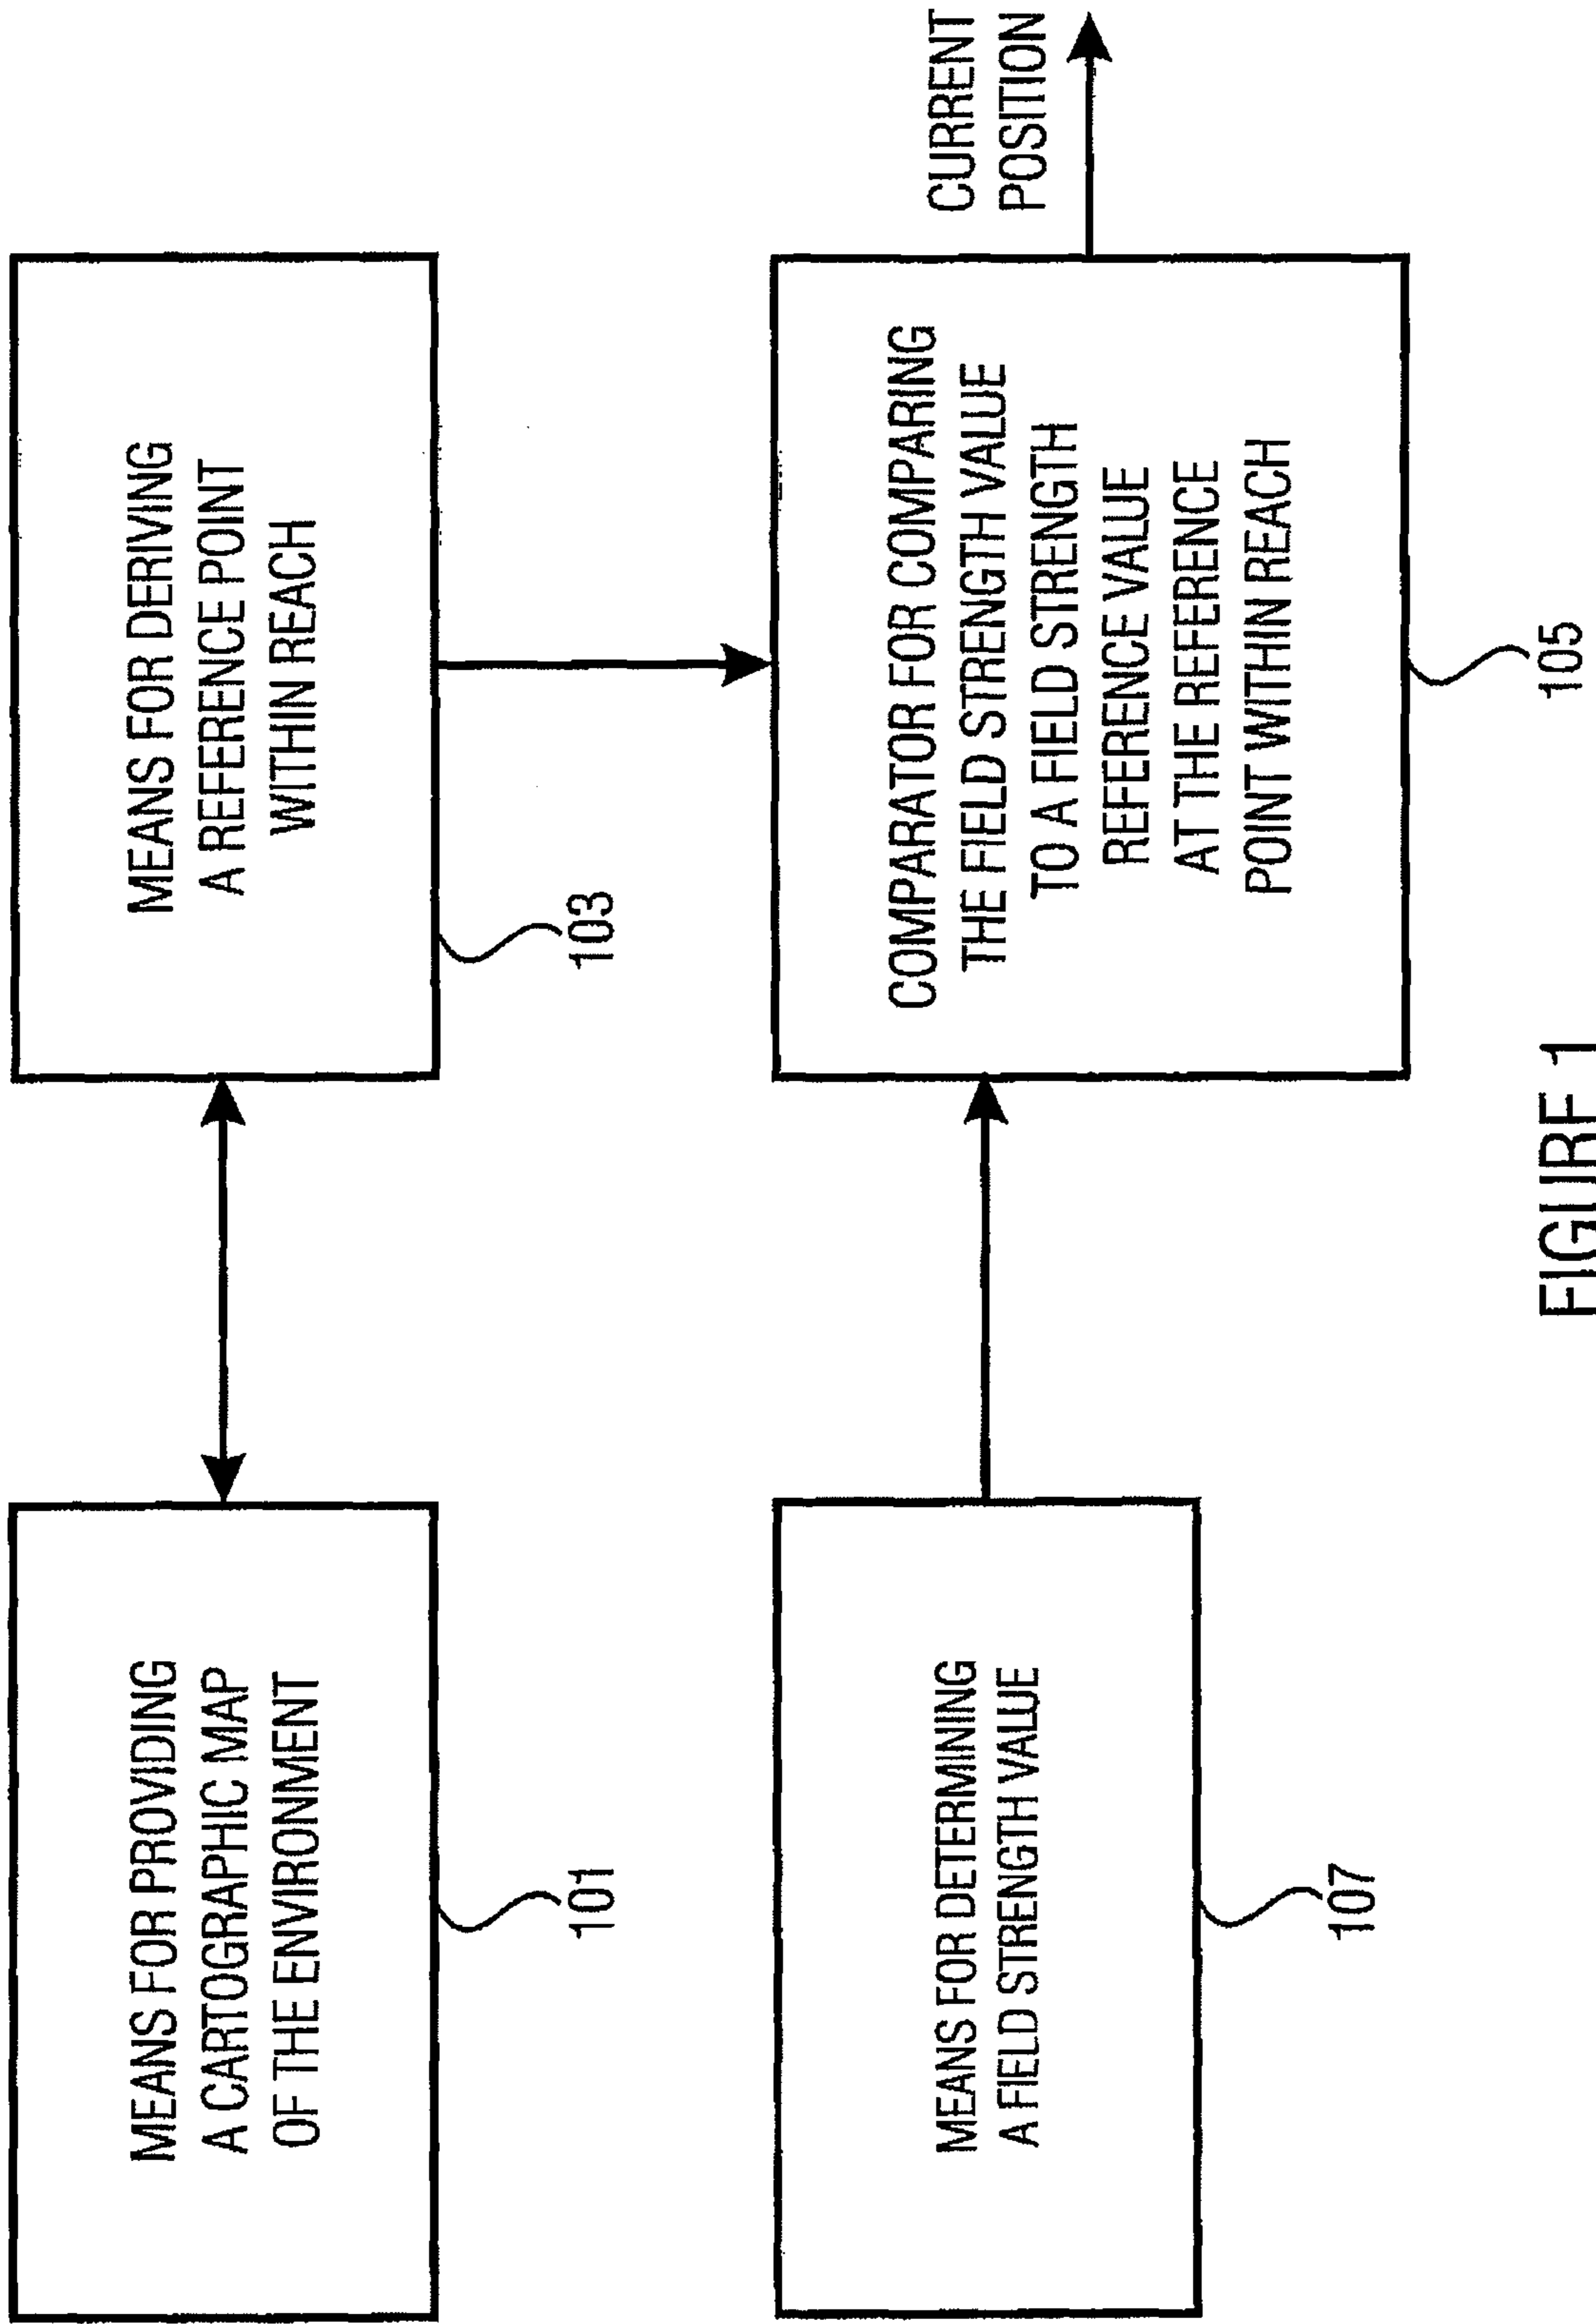 MEANS FOR PROVIDING
A CARTOGRAPHIC MAP
OF THE ENVIRONMENT
101
MEANS FOR DERIVING
A REFERENCE POINT
WITHIN REACH
103
MEANS FOR DETERMINING
A FIELD STRENGTH VALUE
107
COMPARATOR FOR COMPARING
THE FIELD STRENGTH VALUE
TO A FIELD STRENGTH
REFERENCE VALUE
AT THE REFERENCE
POINT WITHIN REACH
105
CURRENT
POSITION
FIGURE 1